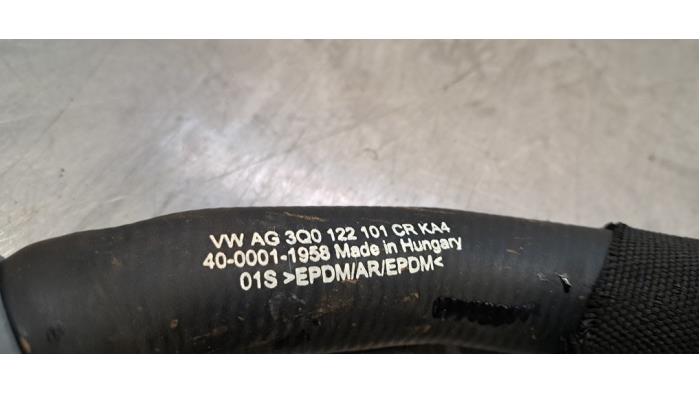 VW AG 3Q0 122 101 CR KA4
40-0001-1958 Made in Hungary
01S >EPDM/AR/EPDM<